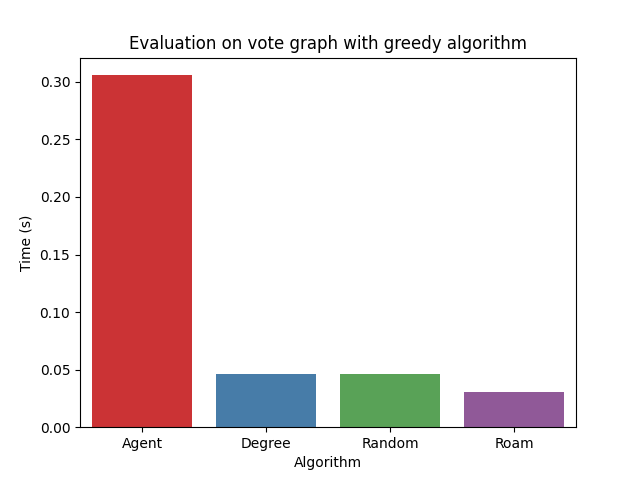 Evaluation on vote graph with greedy algorithm
Time (s)
0.30
0.25
0.20
0.15
0.10
0.05
0.00
Agent Degree Random Roam
Algorithm